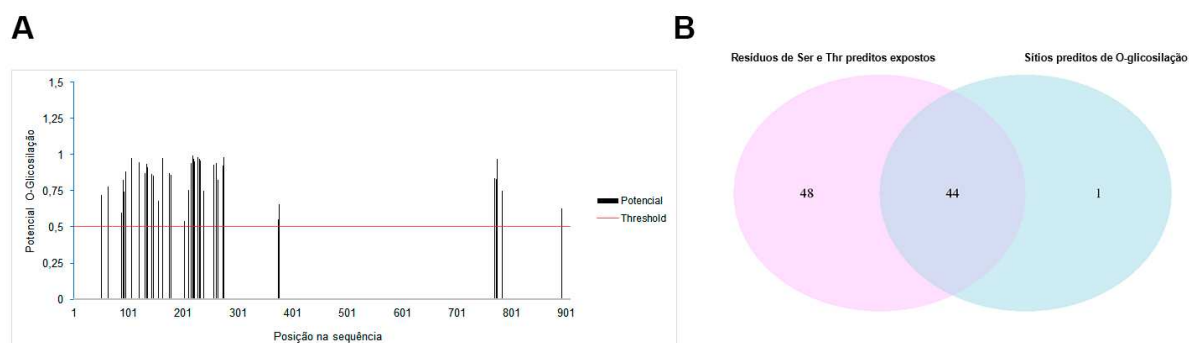 A
B
Resíduos de Ser e Thr preditos expostos
Sítios preditos de O-glicosilação
1,5
1,25
1
0,75
0,5
0,25
0
Potencial O-Glicosilação
1
101
201
301
401
501
601
701
801
901
Posição na sequência
Potencial
Threshold
48
44
1